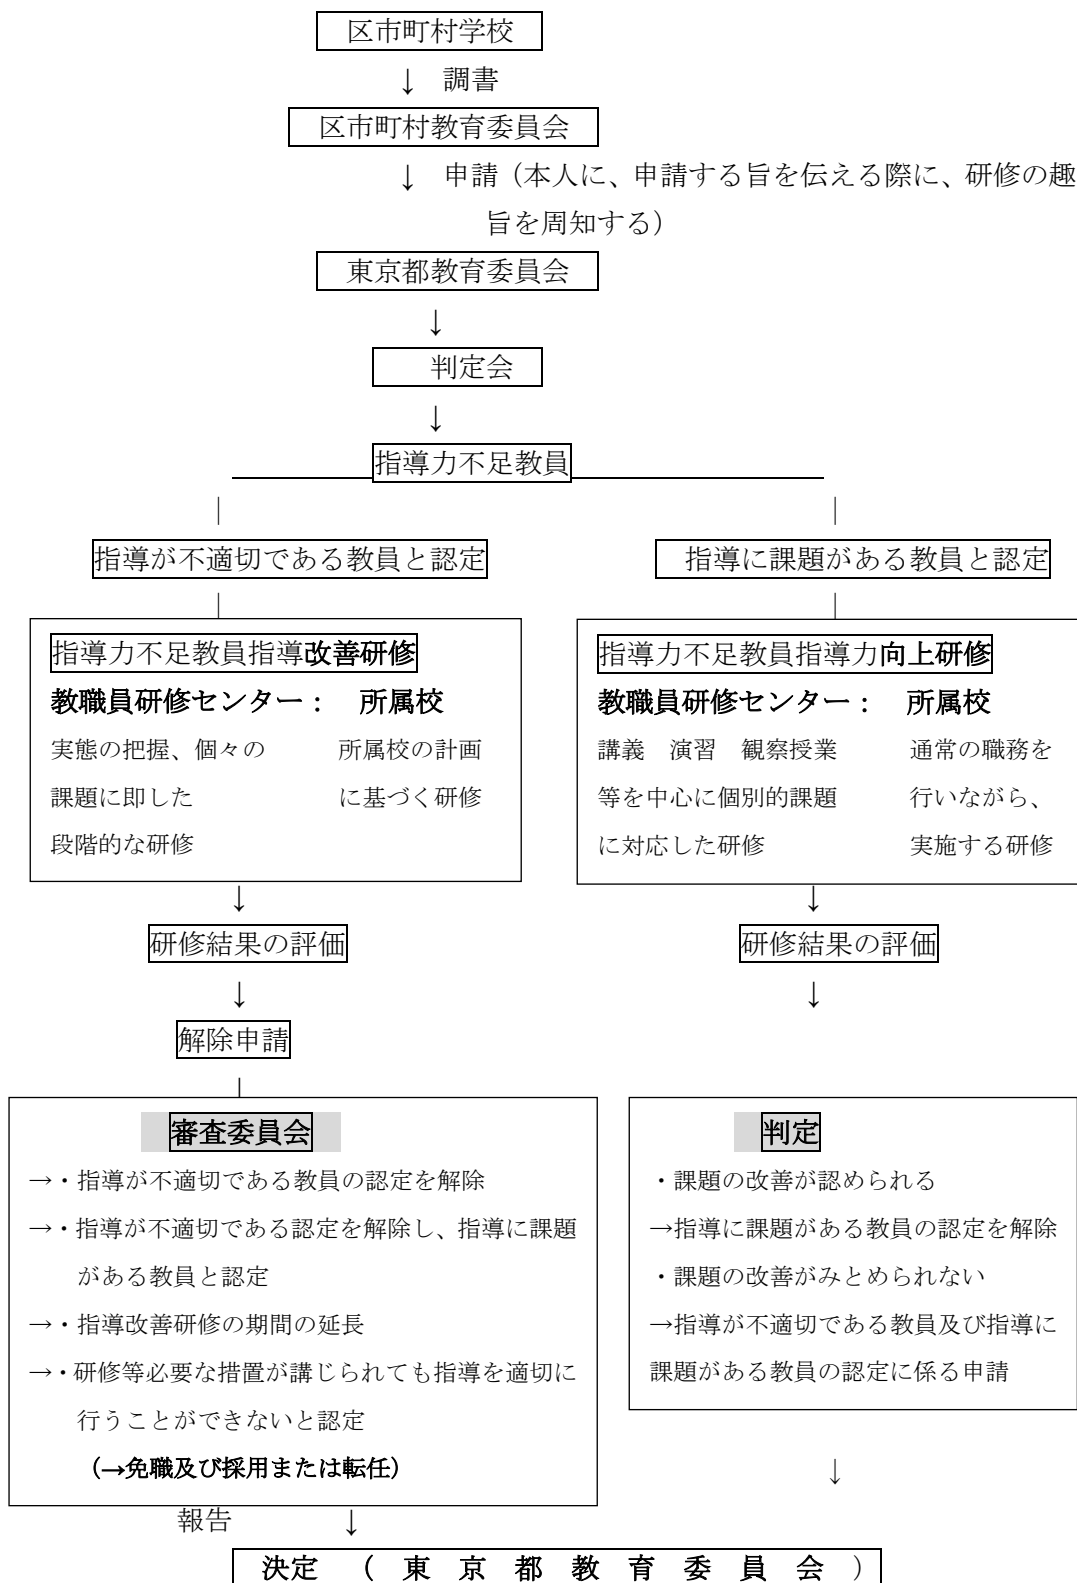 区市町村学校
↓ 調書
区市町村教育委員会
↓ 申請（本人に、申請する旨を伝える際に、研修の趣
旨を周知する）
東京都教育委員会
↓
判定会
↓
指導力不足教員
｜
指導が不適切である教員と認定
｜
指導力不足教員指導改善研修
教職員研修センター： 所属校
実態の把握、個々の 所属校の計画
課題に即した に基づく研修
段階的な研修
↓
研修結果の評価
↓
解除申請
審査委員会
→・指導が不適切である教員の認定を解除
→・指導が不適切である認定を解除し、指導に課題
がある教員と認定
→・指導改善研修の期間の延長
→・研修等必要な措置が講じられても指導を適切に
行うことができないと認定
（→免職及び採用または転任）
報告 ↓
｜
指導に課題がある教員と認定
｜
指導力不足教員指導力向上研修
教職員研修センター： 所属校
講義 演習 観察授業 通常の職務を
等を中心に個別的課題 行いながら、
に対応した研修 実施する研修
↓
研修結果の評価
↓
判定
・課題の改善が認められる
→指導に課題がある教員の認定を解除
・課題の改善がみとめられない
→指導が不適切である教員及び指導に
課題がある教員の認定に係る申請
↓
決定 （ 東 京 都 教 育 委 員 会 ）